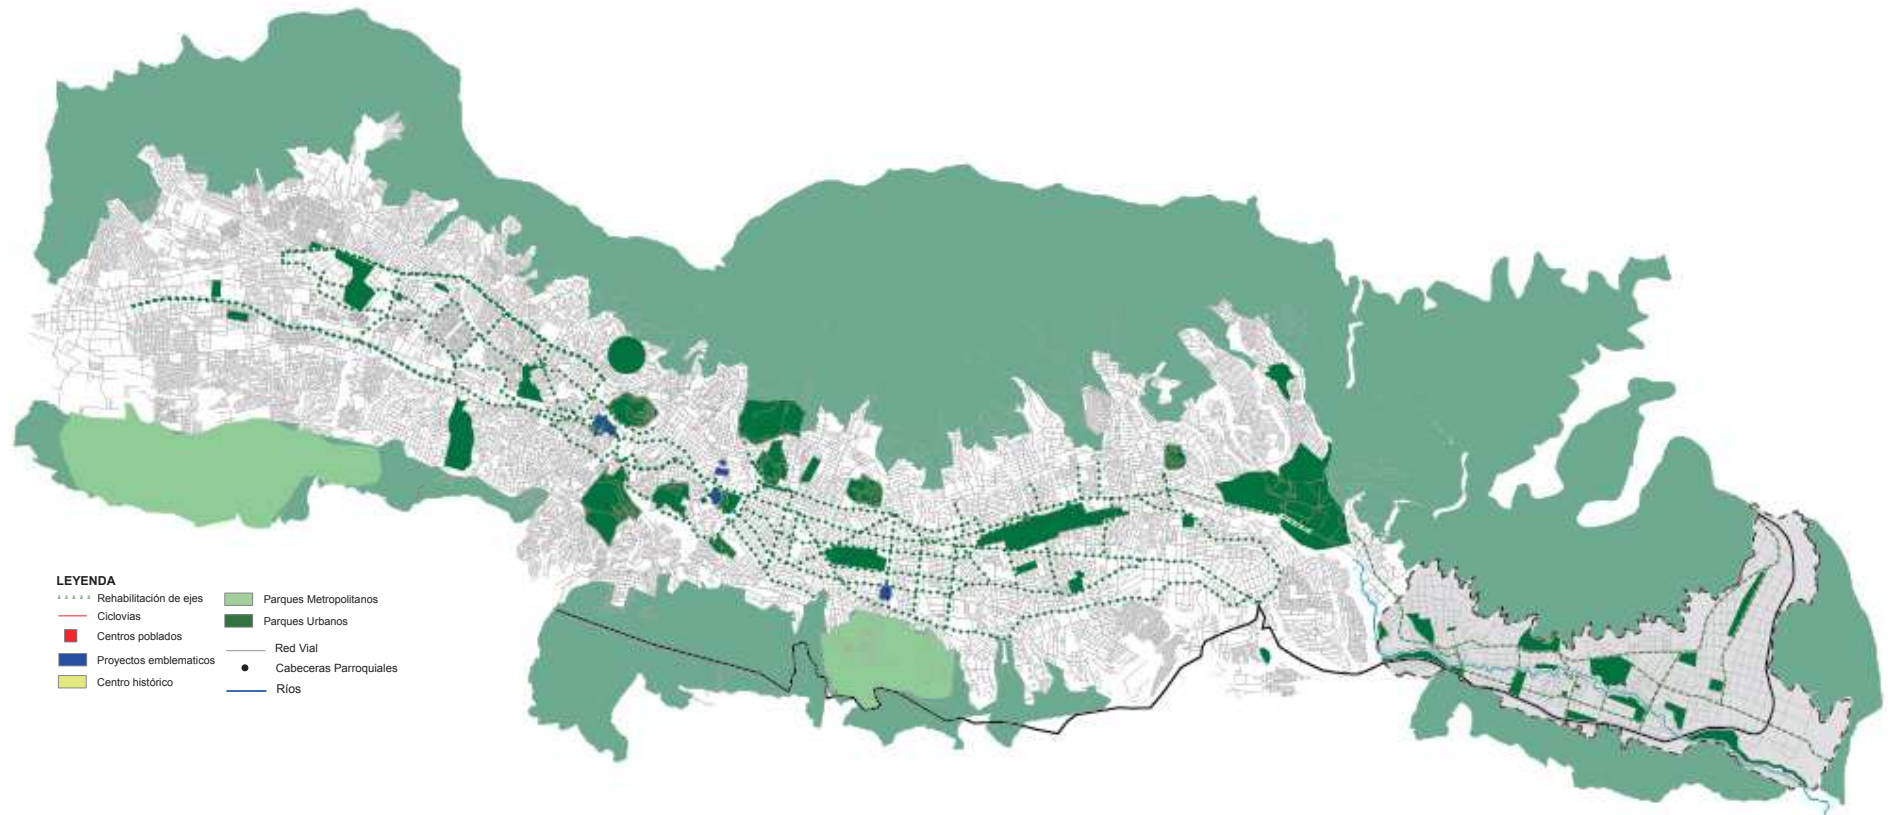 LEYENDA
Rehabilitación de ejes
Ciclovias
Centros poblados
Proyectos emblematicos
Centro histórico
Parques Metropolitanos
Parques Urbanos
Red Vial
Cabeceras Parroquiales
Ríos